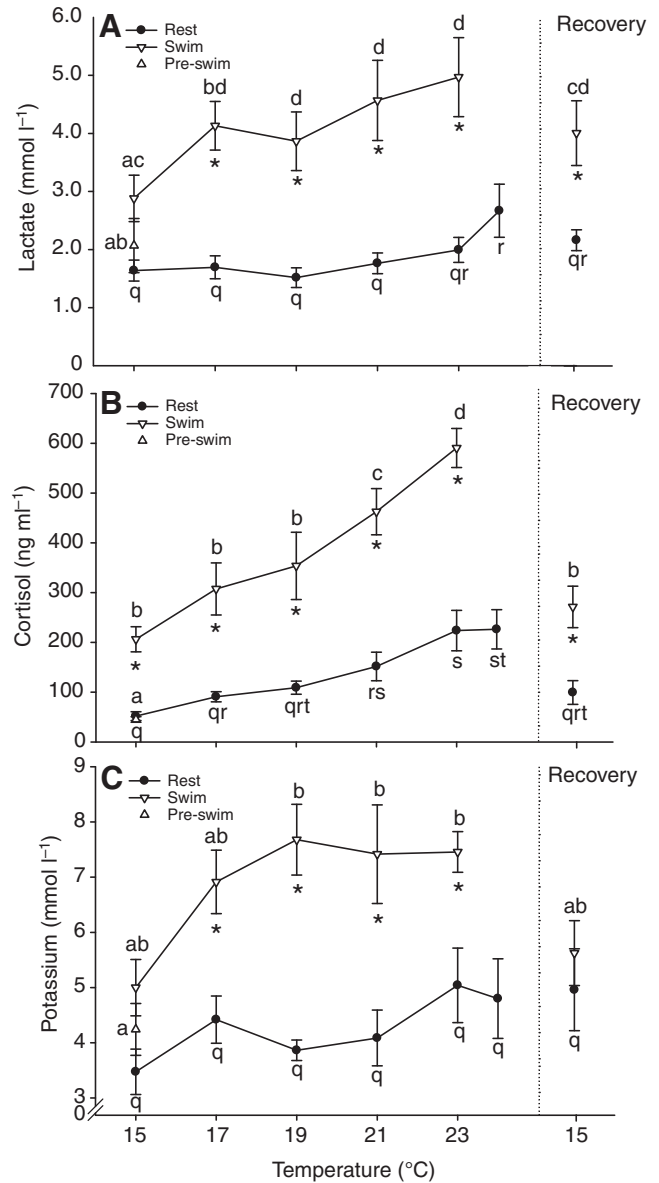 A
Rest
Swim
Pre-swim
Recovery
Lactate (mmol l⁻¹)
6.0
5.0
4.0
3.0
2.0
1.0
0
ac
bd
d
d
d
cd
ab
* * * * *
q
q
q
q
qr
r
qr
B
Rest
Swim
Pre-swim
Recovery
Cortisol (ng ml⁻¹)
700
600
500
400
300
200
100
0
b
b
b
c
d
b
* * * * * *
a
q
qr
qrt
rs
s
st
qrt
C
Rest
Swim
Pre-swim
Recovery
Potassium (mmol l⁻¹)
9
8
7
6
5
4
3
0
ab
ab
b
b
b
ab
* * * *
a
q
q
q
q
q
q
q
15 17 19 21 23 15
Temperature (°C)